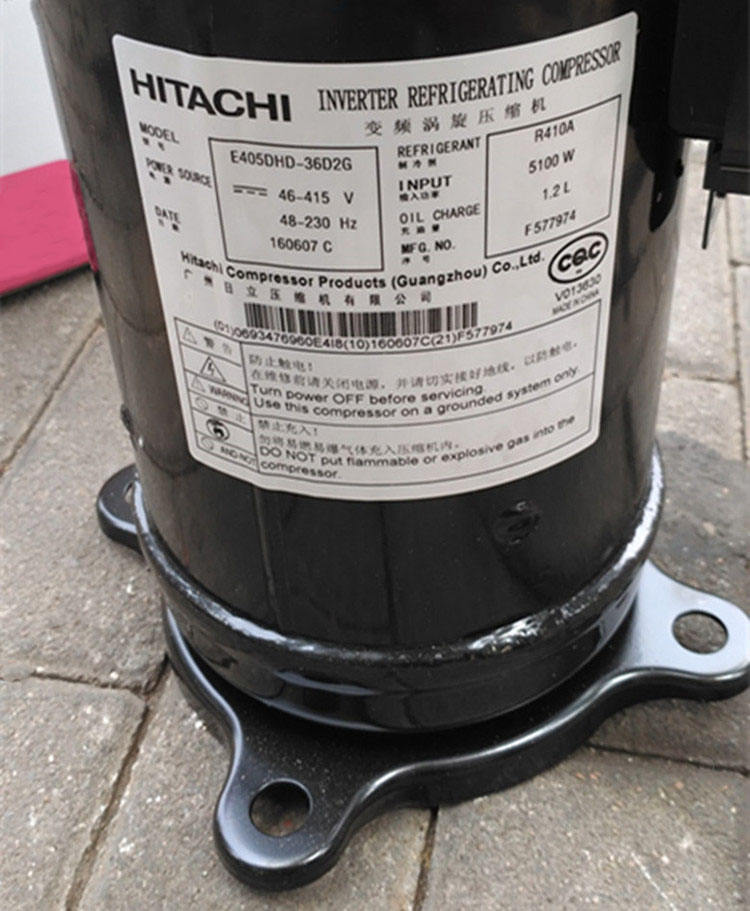 HITACHI
INVERTER REFRIGERATING COMPRESSOR
变 频 涡 旋 压 缩 机
MODEL
型 号
E405DHD-36D2G
POWER SOURCE
电 源
46-415 V
48-230 Hz
DATE
日 期
160607 C
REFRIGERANT
制 冷 剂
R410A
INPUT
输入功率
5100 W
OIL CHARGE
充 油 量
1.2 L
MFG. NO.
序 号
F577974
Hitachi Compressor Products (Guangzhou) Co.,Ltd.
广 州 日 立 压 缩 机 有 限 公 司
CQC
V013630
MADE IN CHINA
(01)0693476960E4I8(10)160607C(21)F577974
警 告
WARNING
防止触电!
在维修前请关闭电源, 并请切实接好地线, 以防触电.
Turn power OFF before servicing.
Use this compressor on a grounded system only.
禁 止
AND-NOT
禁止充入!
勿将易燃易爆气体充入压缩机内。
DO NOT put flammable or explosive gas into the
compressor.